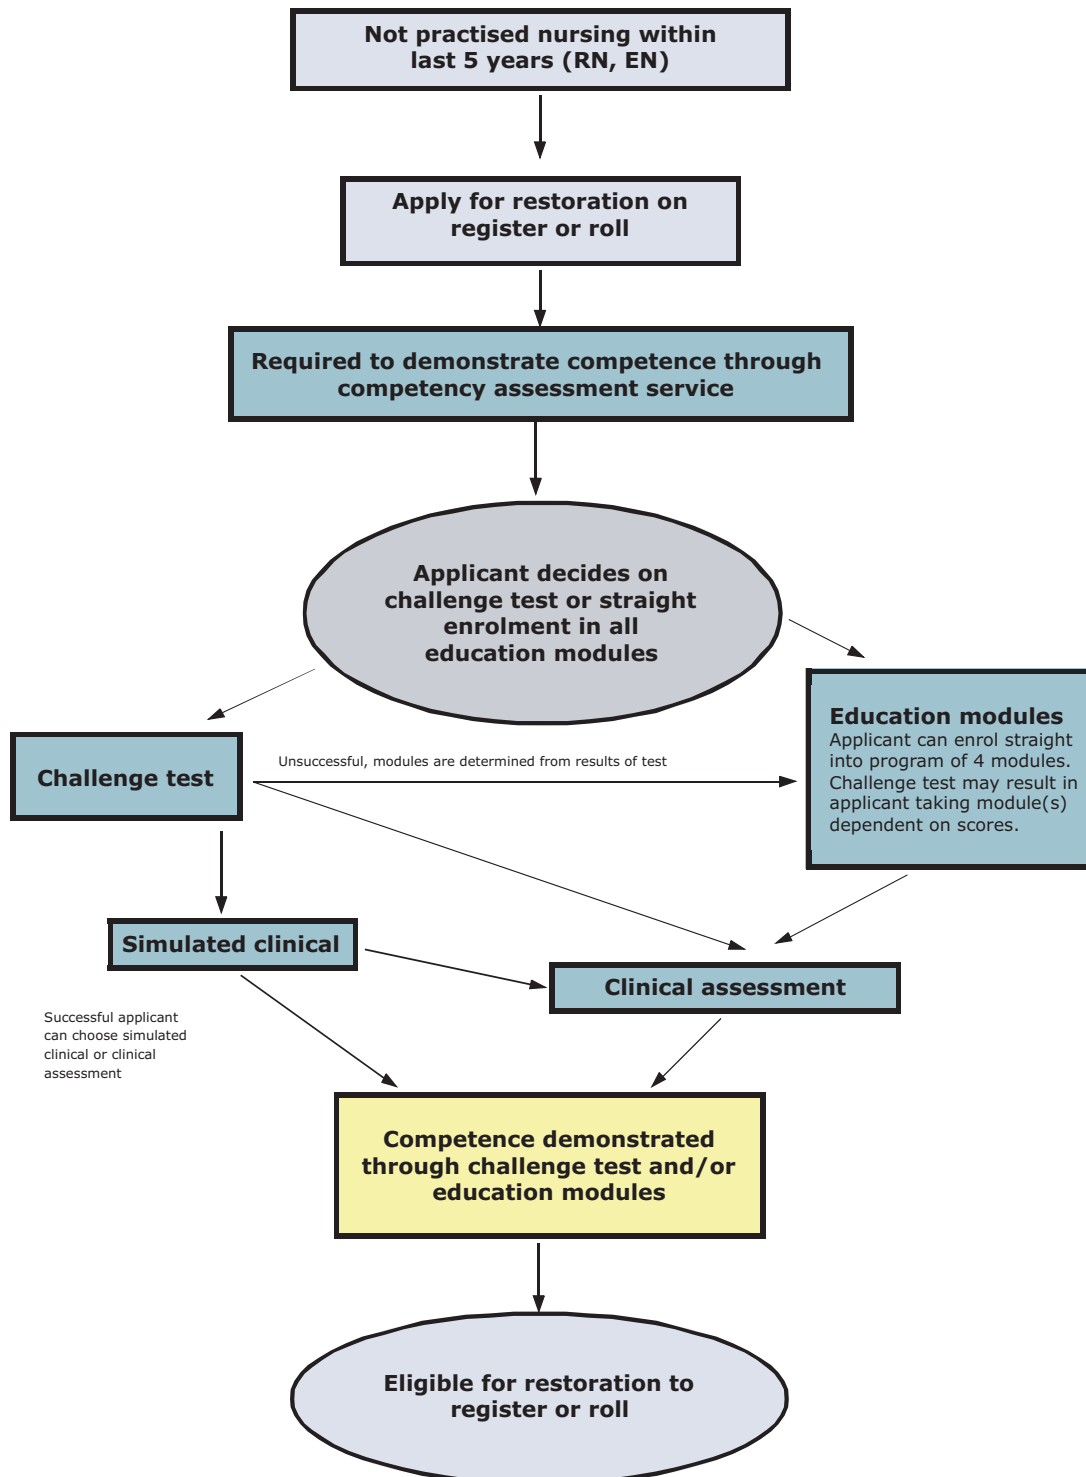 Not practised nursing within
last 5 years (RN, EN)
Apply for restoration on
register or roll
Required to demonstrate competence through
competency assessment service
Applicant decides on
challenge test or straight
enrolment in all
education modules
Education modules
Applicant can enrol straight
into program of 4 modules.
Challenge test may result in
applicant taking module(s)
dependent on scores.
Challenge test
Unsuccessful, modules are determined from results of test
Simulated clinical
Clinical assessment
Successful applicant
can choose simulated
clinical or clinical
assessment
Competence demonstrated
through challenge test and/or
education modules
Eligible for restoration to
register or roll